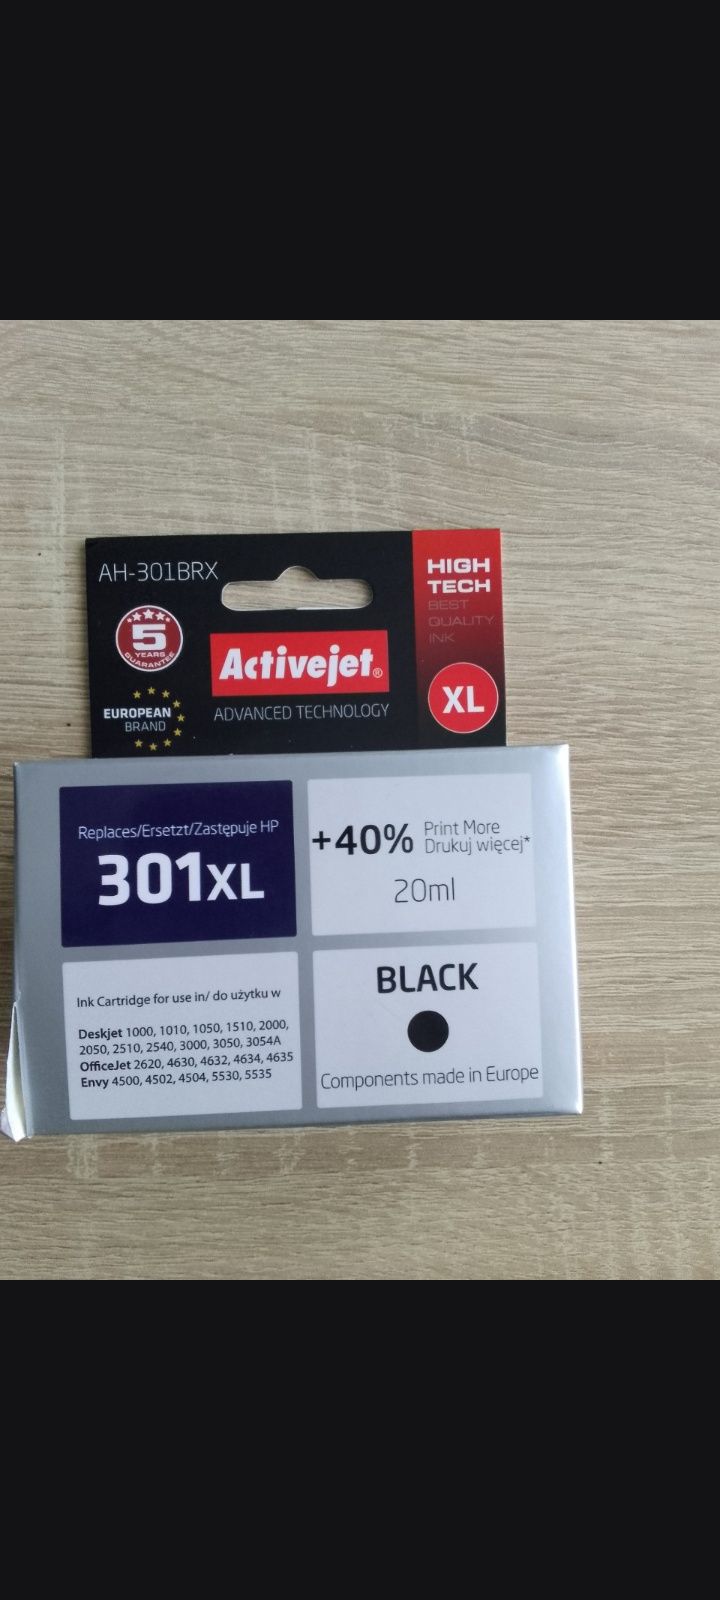 AH-301BRX
5
YEARS
GUARANTEE
EUROPEAN
BRAND
Activejet®
ADVANCED TECHNOLOGY
HIGH
TECH
BEST
QUALITY
INK
XL
Replaces/Ersetzt/Zastępuje HP
301XL
+40% Print More
Drukuj więcej*
20ml
Ink Cartridge for use in/ do użytku w
Deskjet 1000, 1010, 1050, 1510, 2000,
2050, 2510, 2540, 3000, 3050, 3054A
OfficeJet 2620, 4630, 4632, 4634, 4635
Envy 4500, 4502, 4504, 5530, 5535
BLACK
Components made in Europe